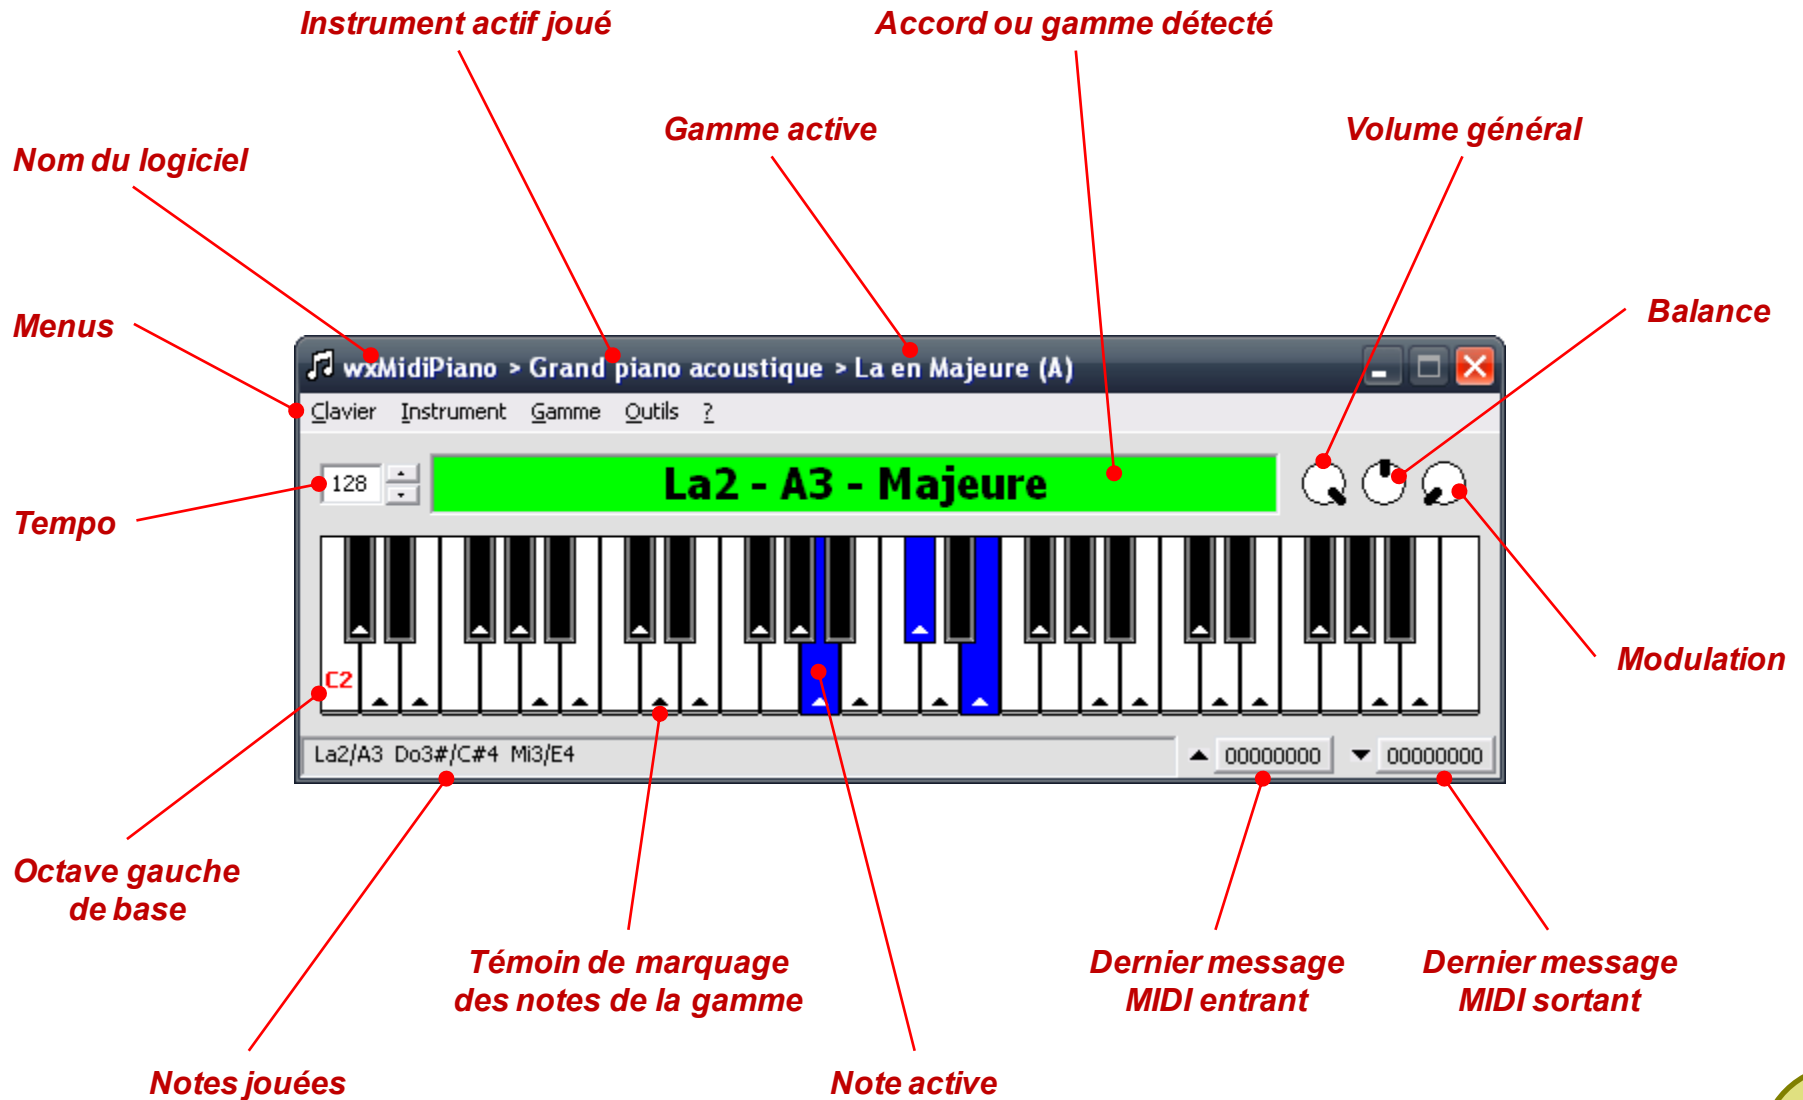 Instrument actif joué
Accord ou gamme détecté
Gamme active
Volume général
Nom du logiciel
Balance
Menus
wxMidiPiano > Grand piano acoustique > La en Majeure (A)
Clavier Instrument Gamme Outils ?
128
La2 - A3 - Majeure
Tempo
Modulation
C2
La2/A3 Do3#/C#4 Mi3/E4
00000000
00000000
Octave gauche
de base
Témoin de marquage
des notes de la gamme
Dernier message
MIDI entrant
Dernier message
MIDI sortant
Notes jouées
Note active